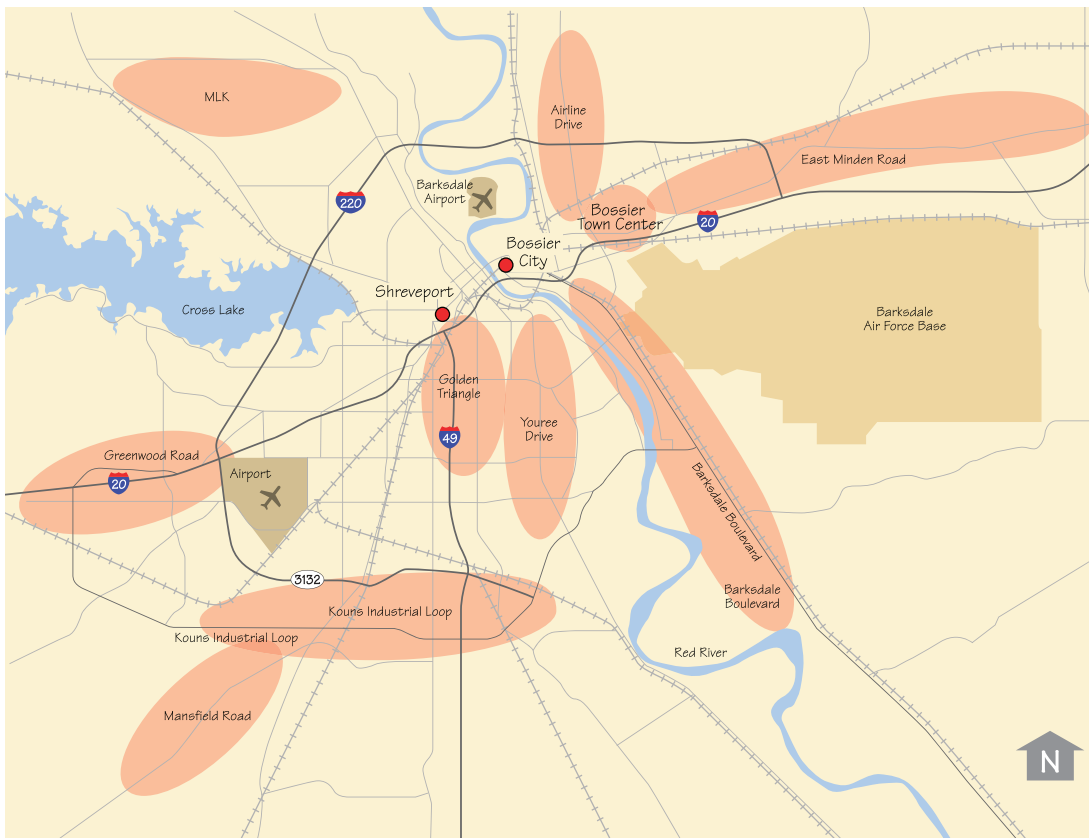 MLK
Airline
Drive
East Minden Road
220
Barksdale
Airport
Bossier
Town Center
20
Bossier
City
Shreveport
Cross Lake
Barksdale
Air Force Base
Golden
Triangle
Youree
Drive
49
Greenwood Road
20
Airport
Barksdale Boulevard
3132
Barksdale
Boulevard
Kouns Industrial Loop
Kouns Industrial Loop
Red River
Mansfield Road
N